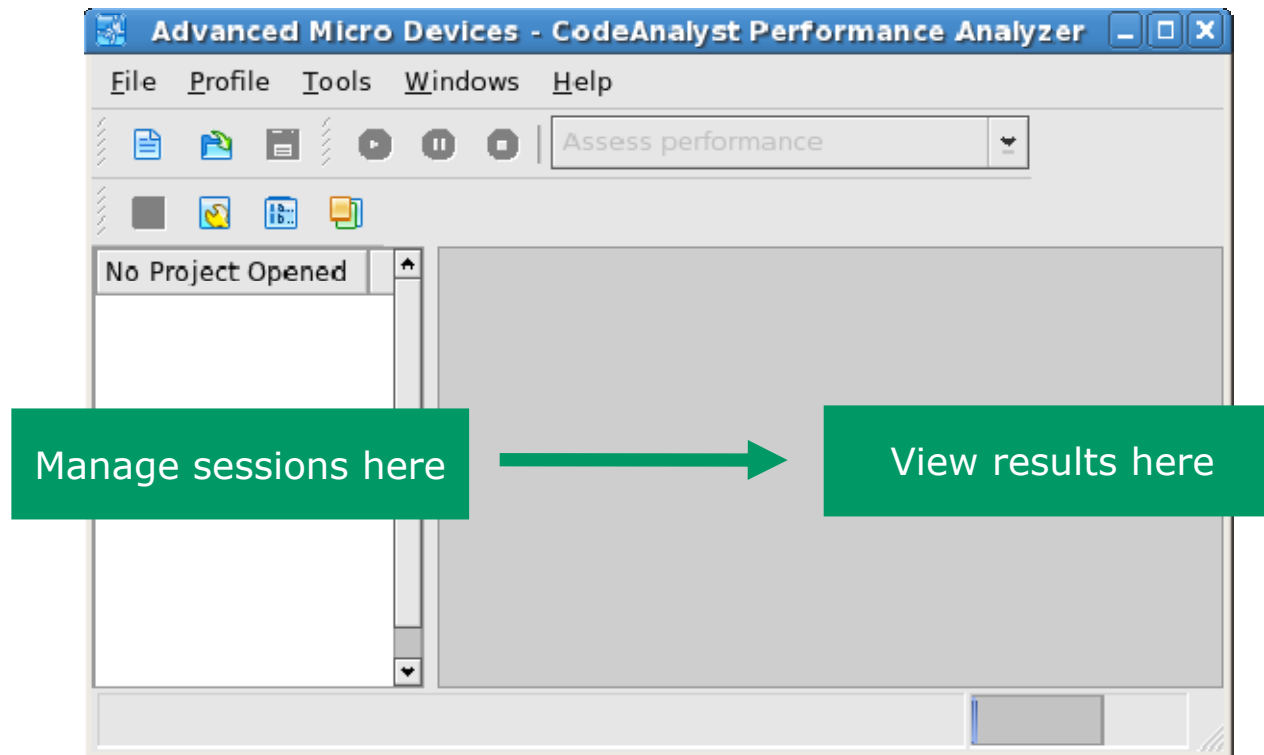 Advanced Micro Devices - CodeAnalyst Performance Analyzer
File Profile Tools Windows Help
Assess performance
No Project Opened
Manage sessions here
View results here